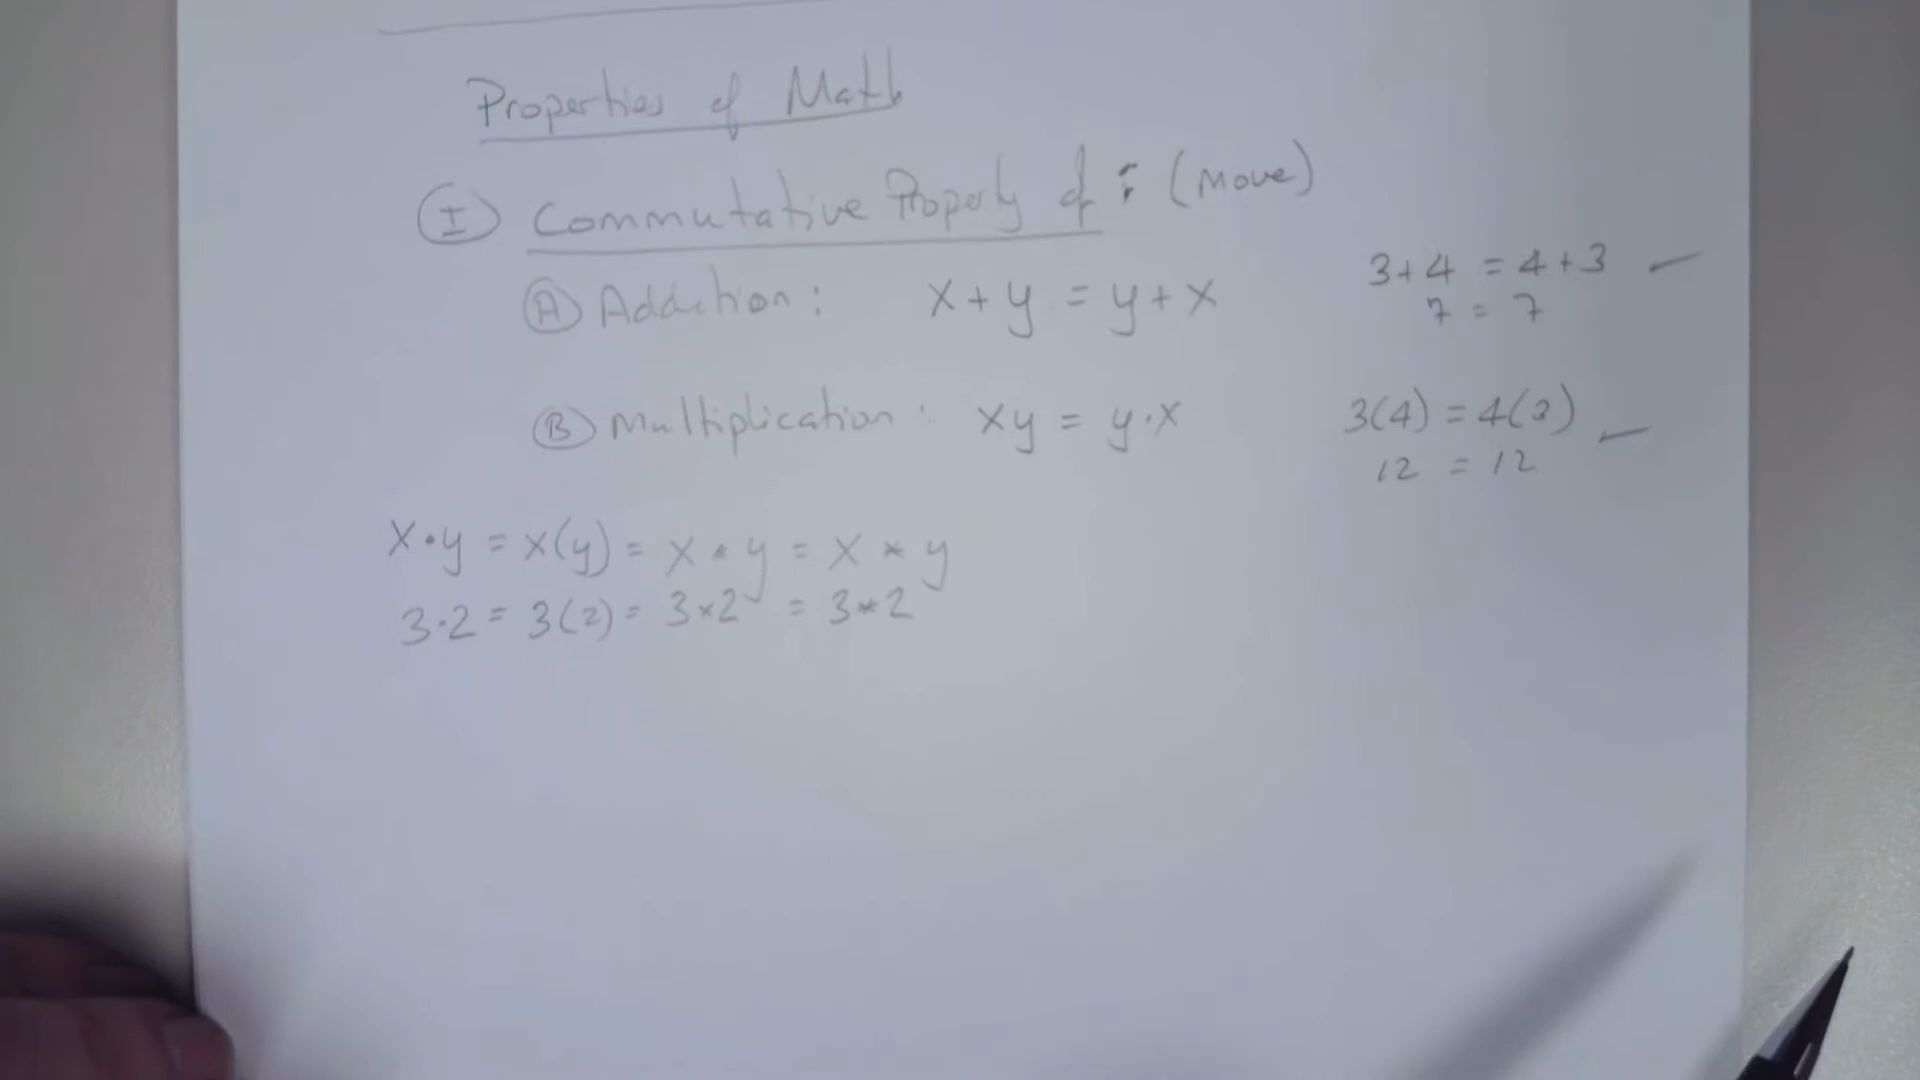 Properties of Math
I Commutative Property of : (Move)
A Addition : x + y = y + x
3 + 4 = 4 + 3
7 = 7
B Multiplication : xy = y · x
3(4) = 4(3)
12 = 12
x · y = x(y) = x * y = x * y
3 · 2 = 3(2) = 3 × 2 = 3 * 2